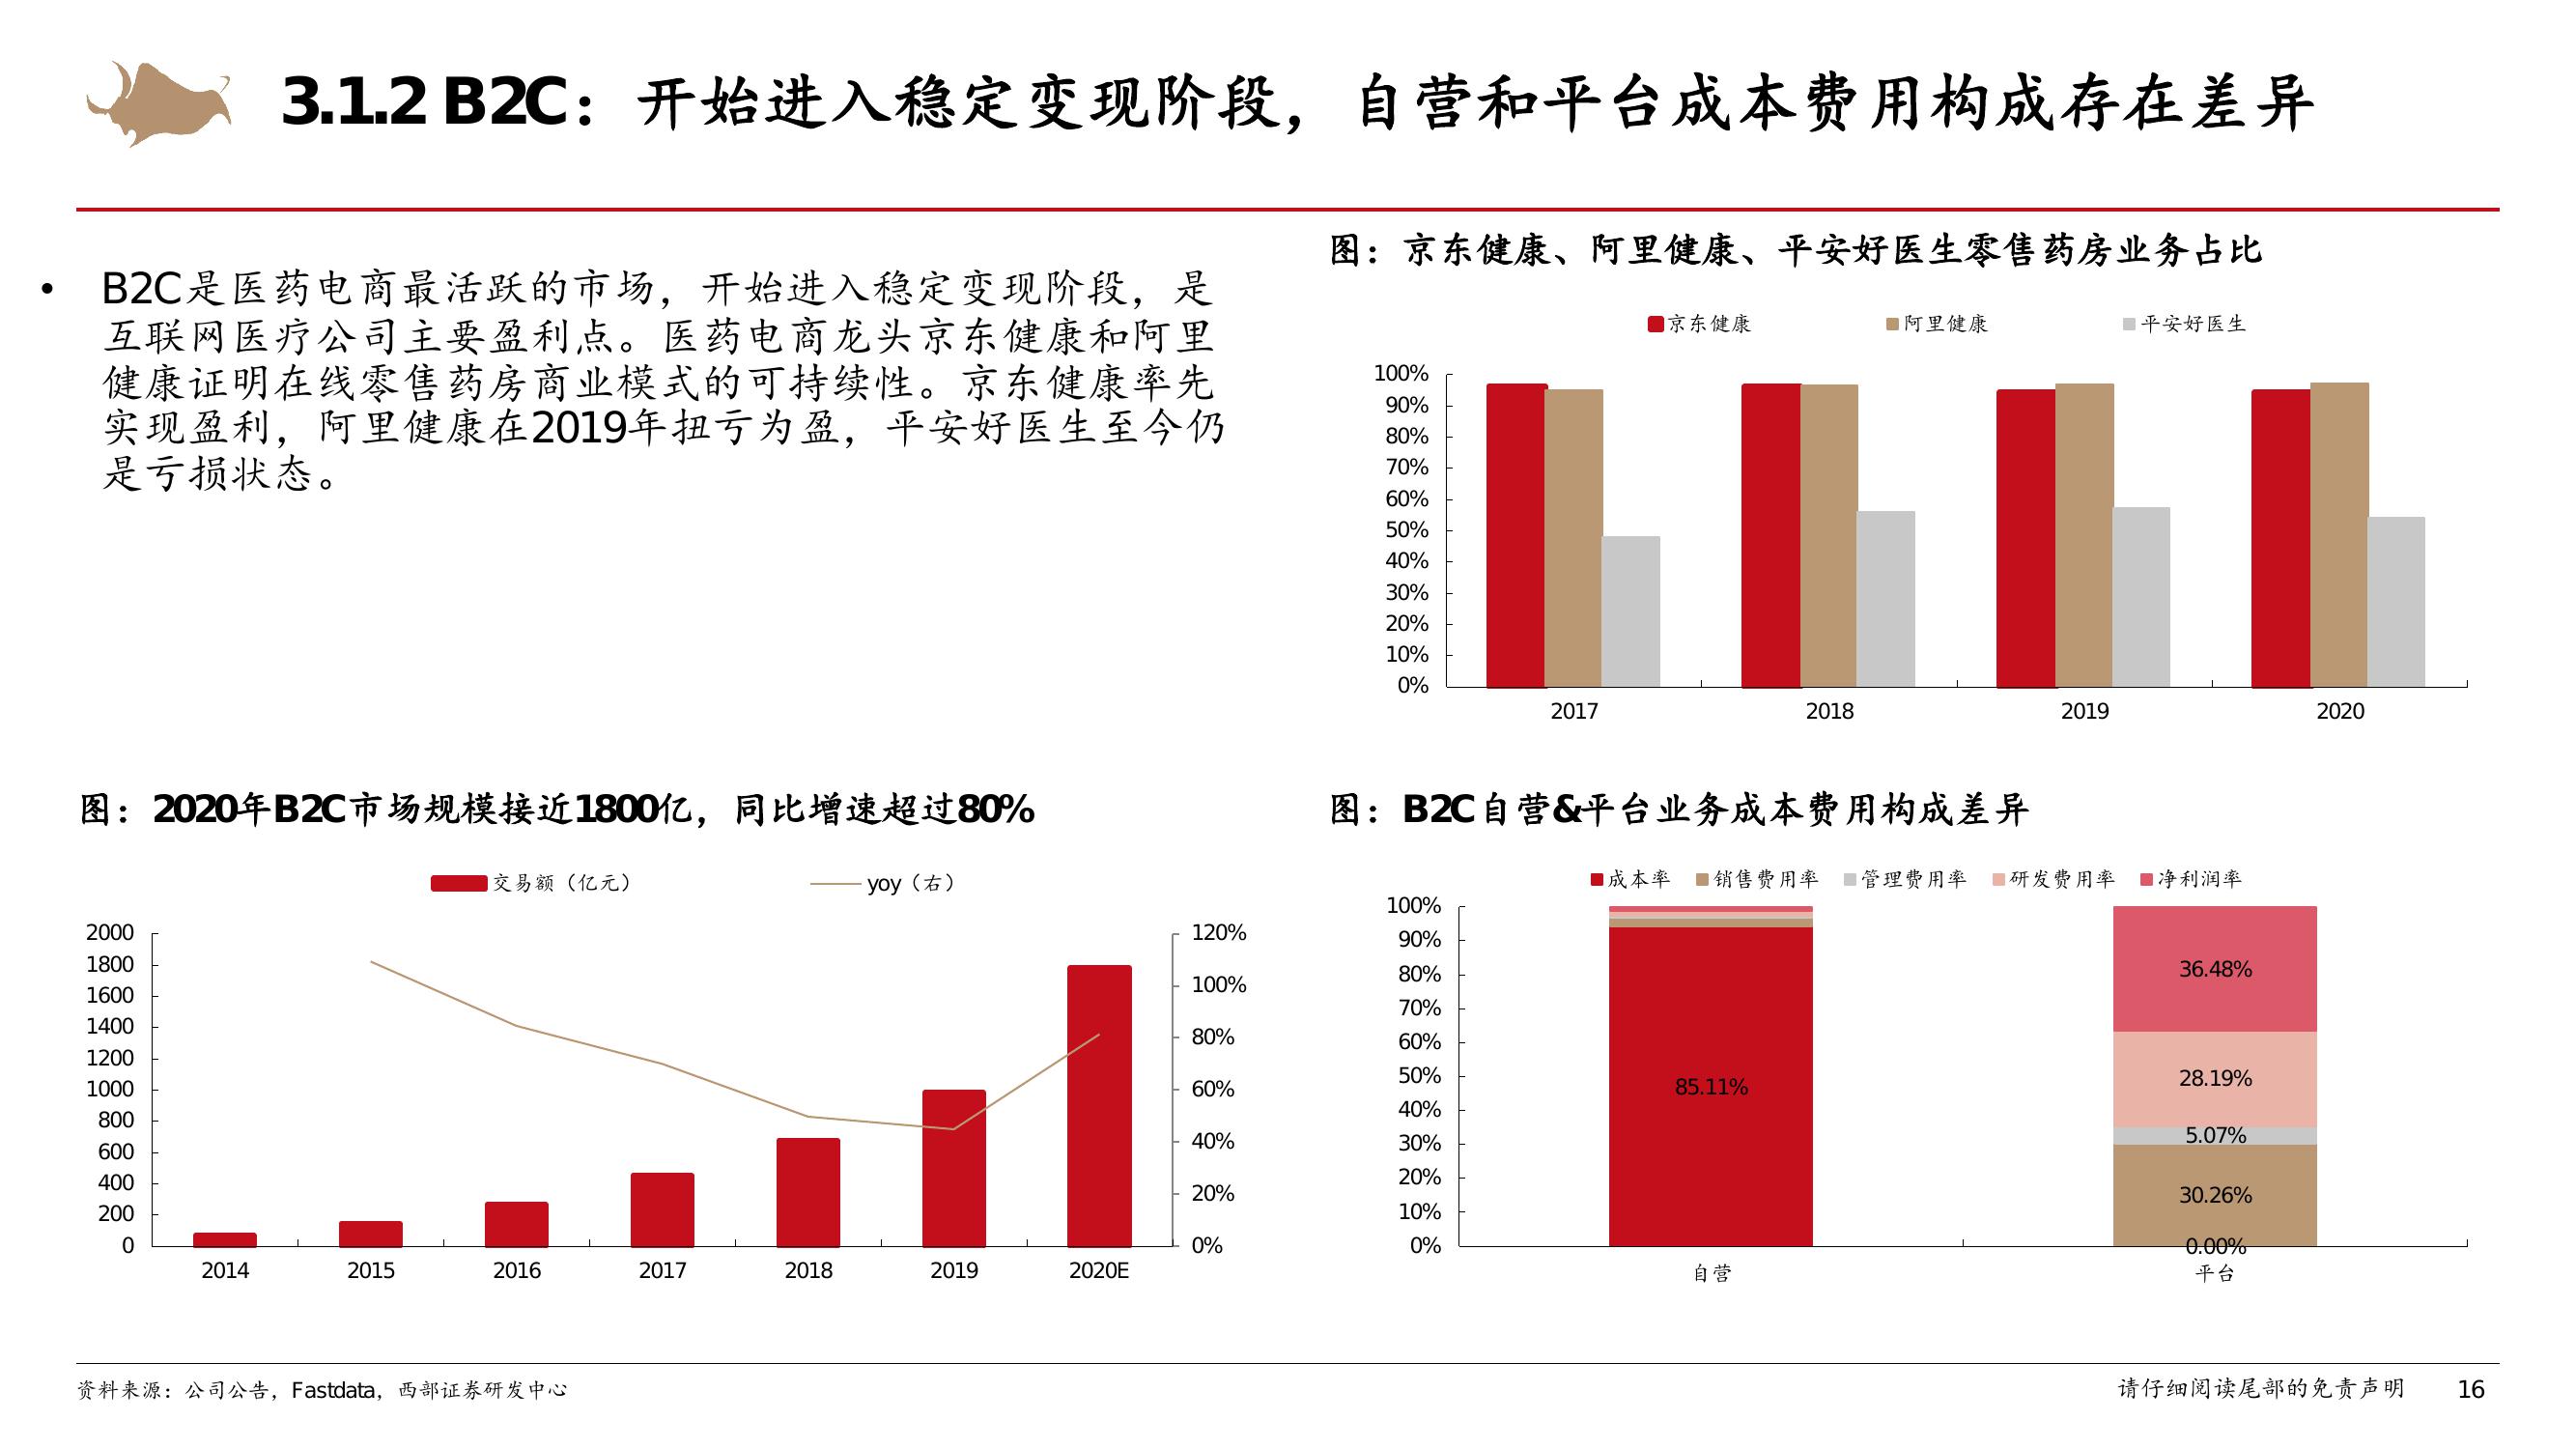 3.1.2 B2C：开始进入稳定变现阶段，自营和平台成本费用构成存在差异
• B2C是医药电商最活跃的市场，开始进入稳定变现阶段，是
互联网医疗公司主要盈利点。医药电商龙头京东健康和阿里
健康证明在线零售药房商业模式的可持续性。京东健康率先
实现盈利，阿里健康在2019年扭亏为盈，平安好医生至今仍
是亏损状态。
图：京东健康、阿里健康、平安好医生零售药房业务占比
京东健康 阿里健康 平安好医生
100%
90%
80%
70%
60%
50%
40%
30%
20%
10%
0%
2017 2018 2019 2020
图：2020年B2C市场规模接近1800亿，同比增速超过80%
交易额（亿元） yoy（右）
2000
1800
1600
1400
1200
1000
800
600
400
200
0
120%
100%
80%
60%
40%
20%
0%
2014 2015 2016 2017 2018 2019 2020E
图：B2C自营&平台业务成本费用构成差异
成本率 销售费用率 管理费用率 研发费用率 净利润率
100%
90%
80%
70%
60%
50%
40%
30%
20%
10%
0%
85.11%
36.48%
28.19%
5.07%
30.26%
0.00%
自营 平台
资料来源：公司公告，Fastdata，西部证券研发中心
请仔细阅读尾部的免责声明 16